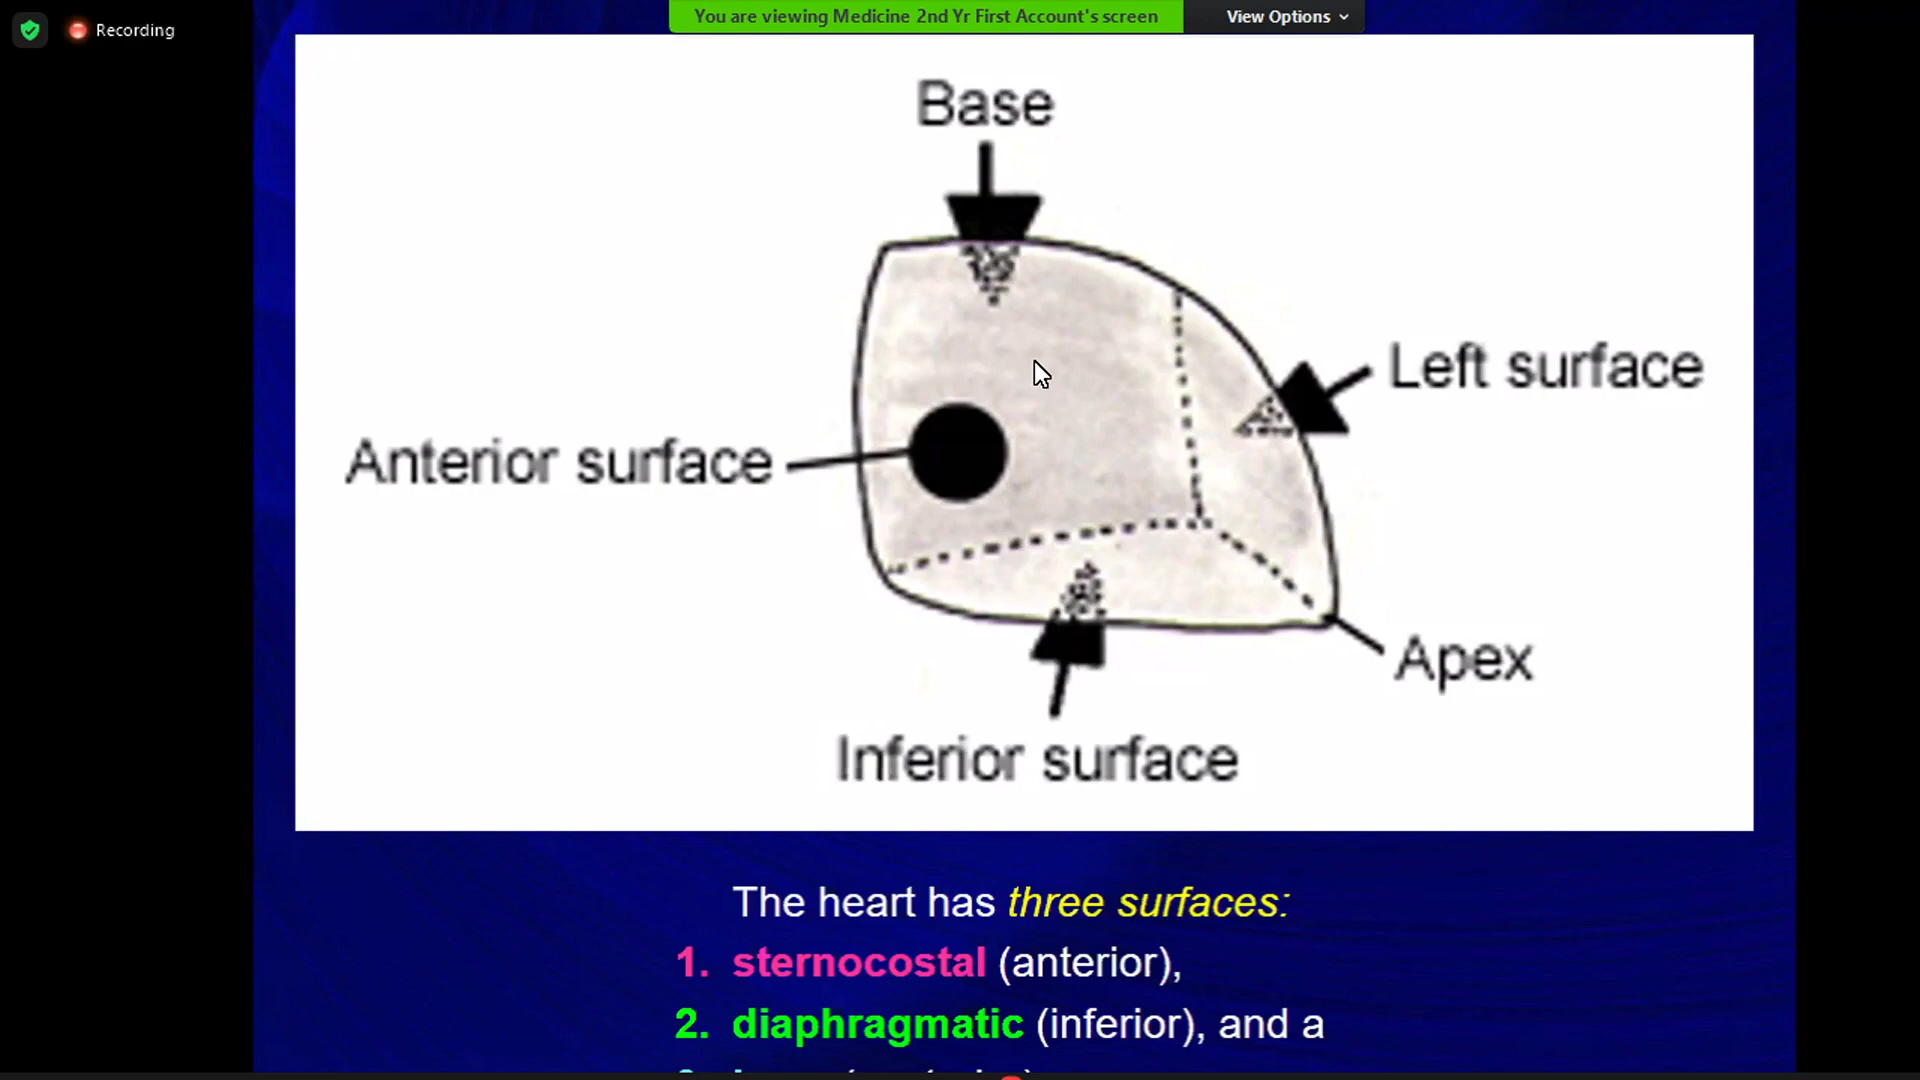 You are viewing Medicine 2nd Yr First Account's screen
View Options
Recording
Base
Left surface
Anterior surface
Apex
Inferior surface
The heart has three surfaces:
1. sternocostal (anterior),
2. diaphragmatic (inferior), and a